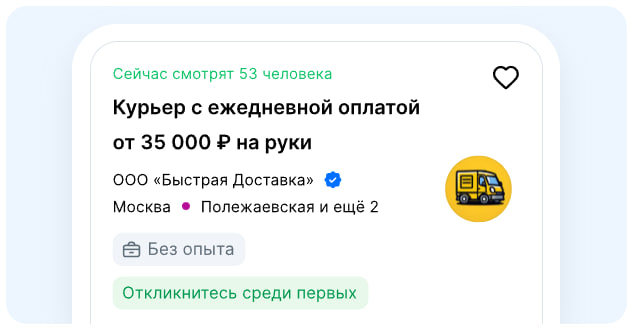 Сейчас смотрят 53 человека
Курьер с ежедневной оплатой
от 35 000 ₽ на руки
ООО «Быстрая Доставка»
Москва • Полежаевская и ещё 2
Без опыта
Откликнитесь среди первых